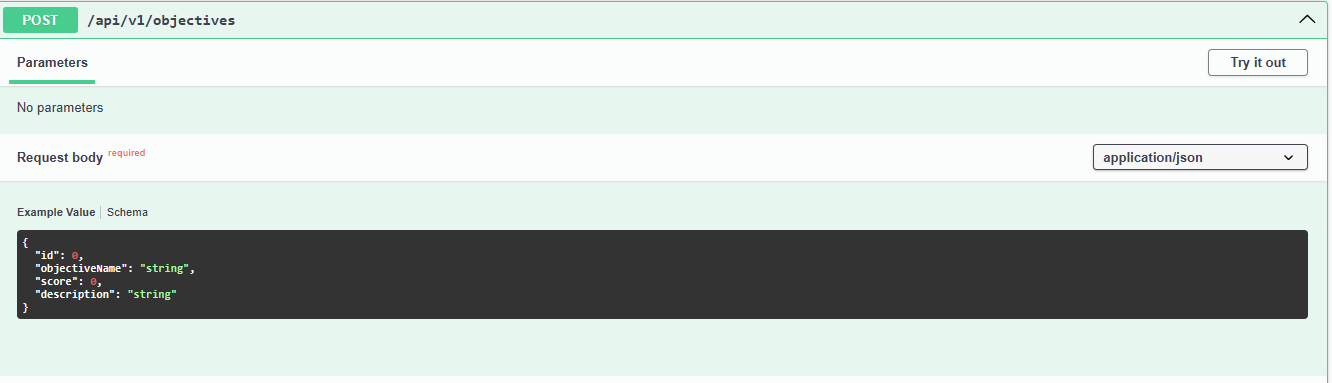 POST /api/v1/objectives
Parameters Try it out
No parameters
Request body required application/json
Example Value Schema
{
  "id": 0,
  "objectiveName": "string",
  "score": 0,
  "description": "string"
}